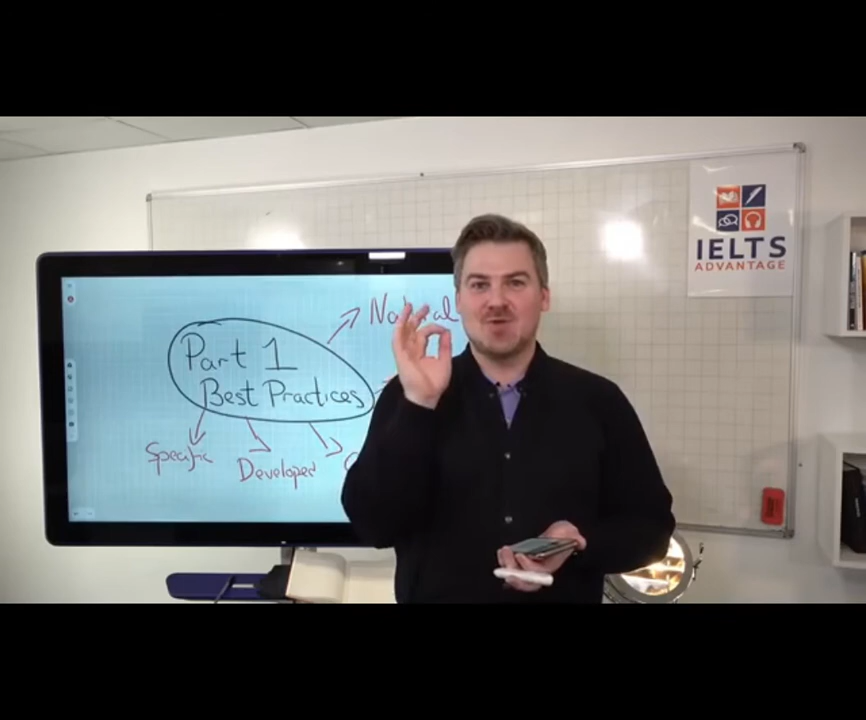 IELTS
ADVANTAGE
Part 1
Best Practices
Specific
Developed